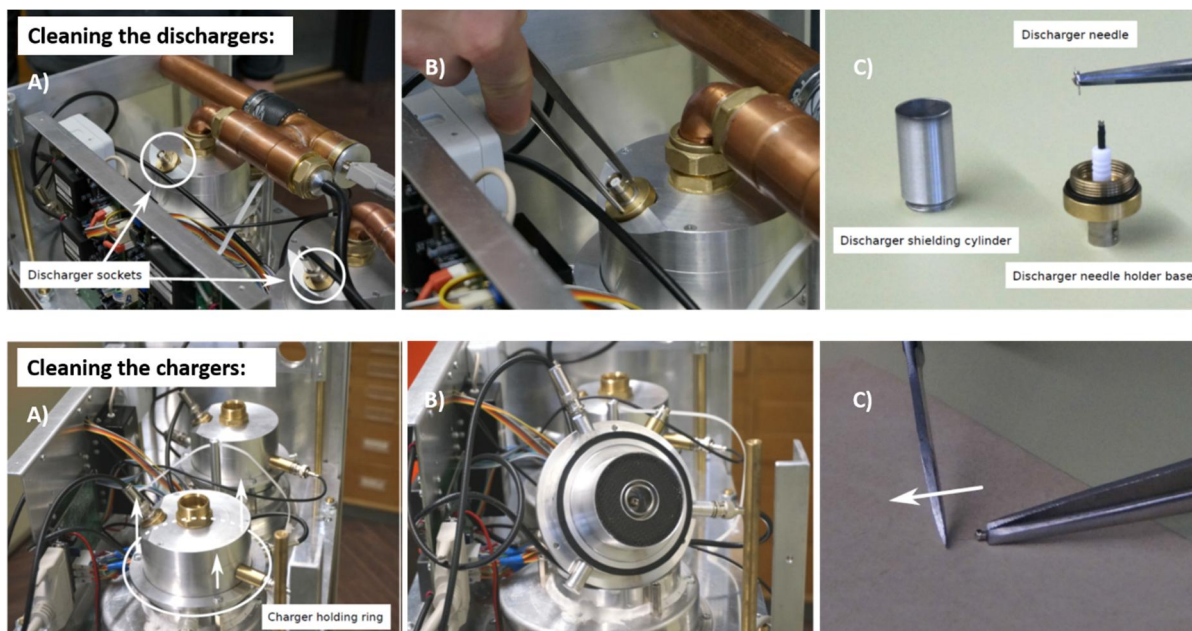 Cleaning the dischargers:
A)
B)
C)
Discharger needle
Discharger sockets
Discharger shielding cylinder
Discharger needle holder base
Cleaning the chargers:
A)
B)
C)
Charger holding ring